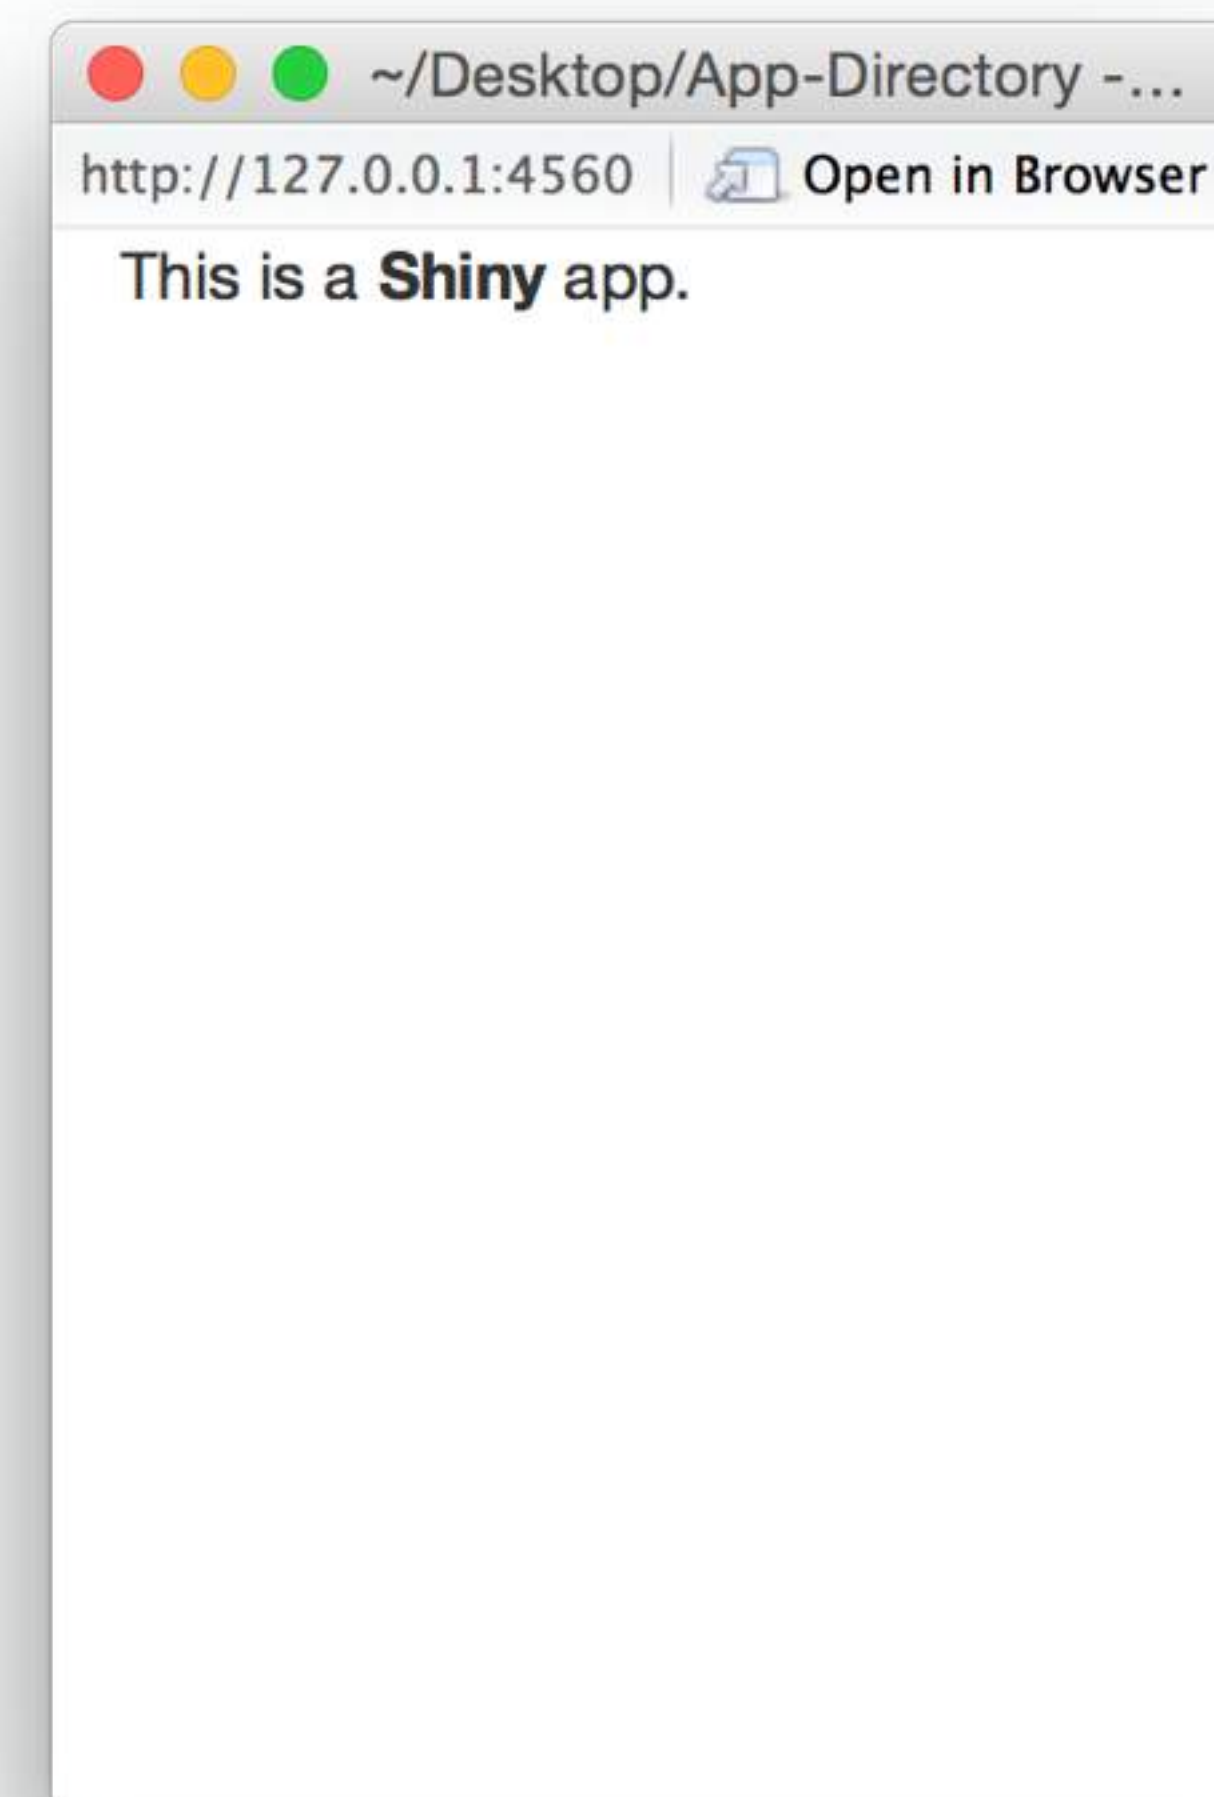 ~/Desktop/App-Directory -...
http://127.0.0.1:4560 Open in Browser
This is a Shiny app.